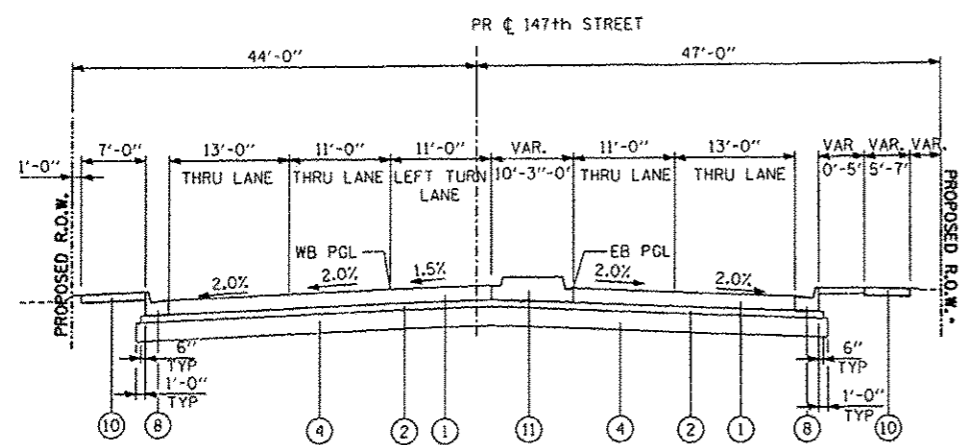 PR ℄ 147th STREET
44'-0" 47'-0"
1'-0" 7'-0" 13'-0" 11'-0" 11'-0" VAR. 11'-0" 13'-0" VAR VAR. VAR.
THRU LANE THRU LANE LEFT TURN LANE 10'-3"-0' THRU LANE THRU LANE 0'-5' 5'-7'
PROPOSED R.O.W.
PROPOSED R.O.W.*
WB PGL EB PGL
2.0% 2.0% 1.5% 2.0% 2.0%
6" TYP 6" TYP
1'-0" TYP 1'-0" TYP
10 8 4 2 1 11 4 2 1 8 10